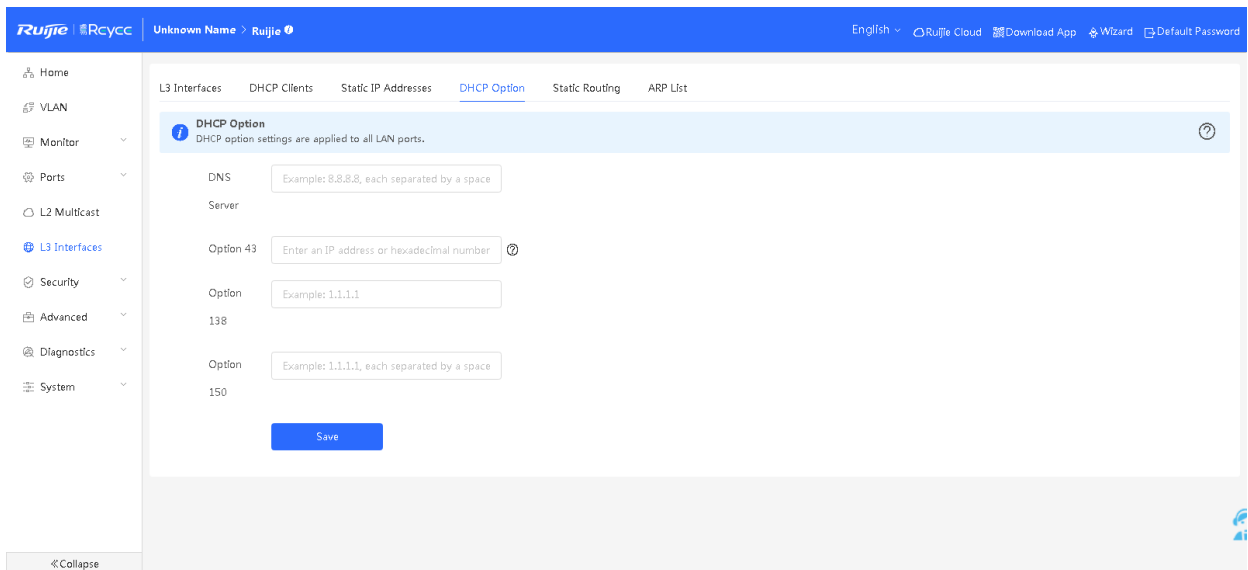 Ruijie | Rcycc Unknown Name > Ruijie English Ruijie Cloud Download App Wizard Default Password
Home
VLAN
Monitor
Ports
L2 Multicast
L3 Interfaces
Security
Advanced
Diagnostics
System
«Collapse
L3 Interfaces DHCP Clients Static IP Addresses DHCP Option Static Routing ARP List
DHCP Option
DHCP option settings are applied to all LAN ports.
DNS
Server
Example: 8.8.8.8, each separated by a space
Option 43
Enter an IP address or hexadecimal number
Option
138
Example: 1.1.1.1
Option
150
Example: 1.1.1.1, each separated by a space
Save